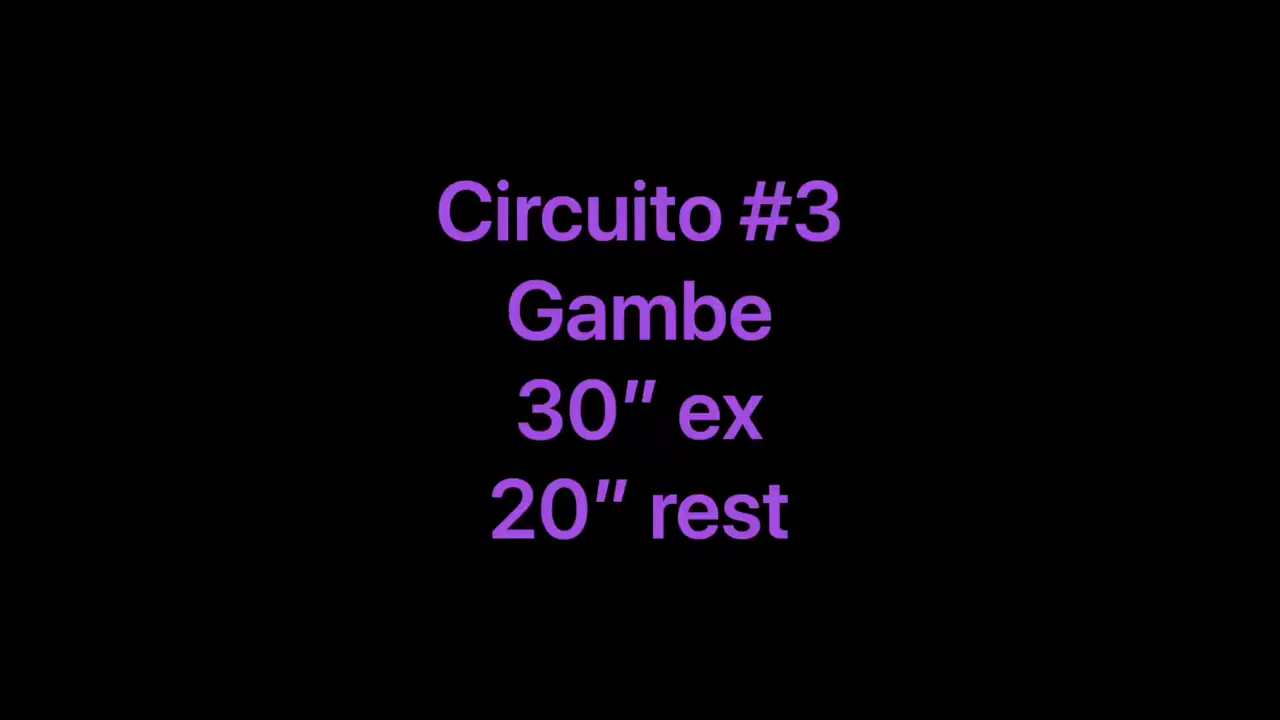 Circuito #3
Gambe
30” ex
20” rest